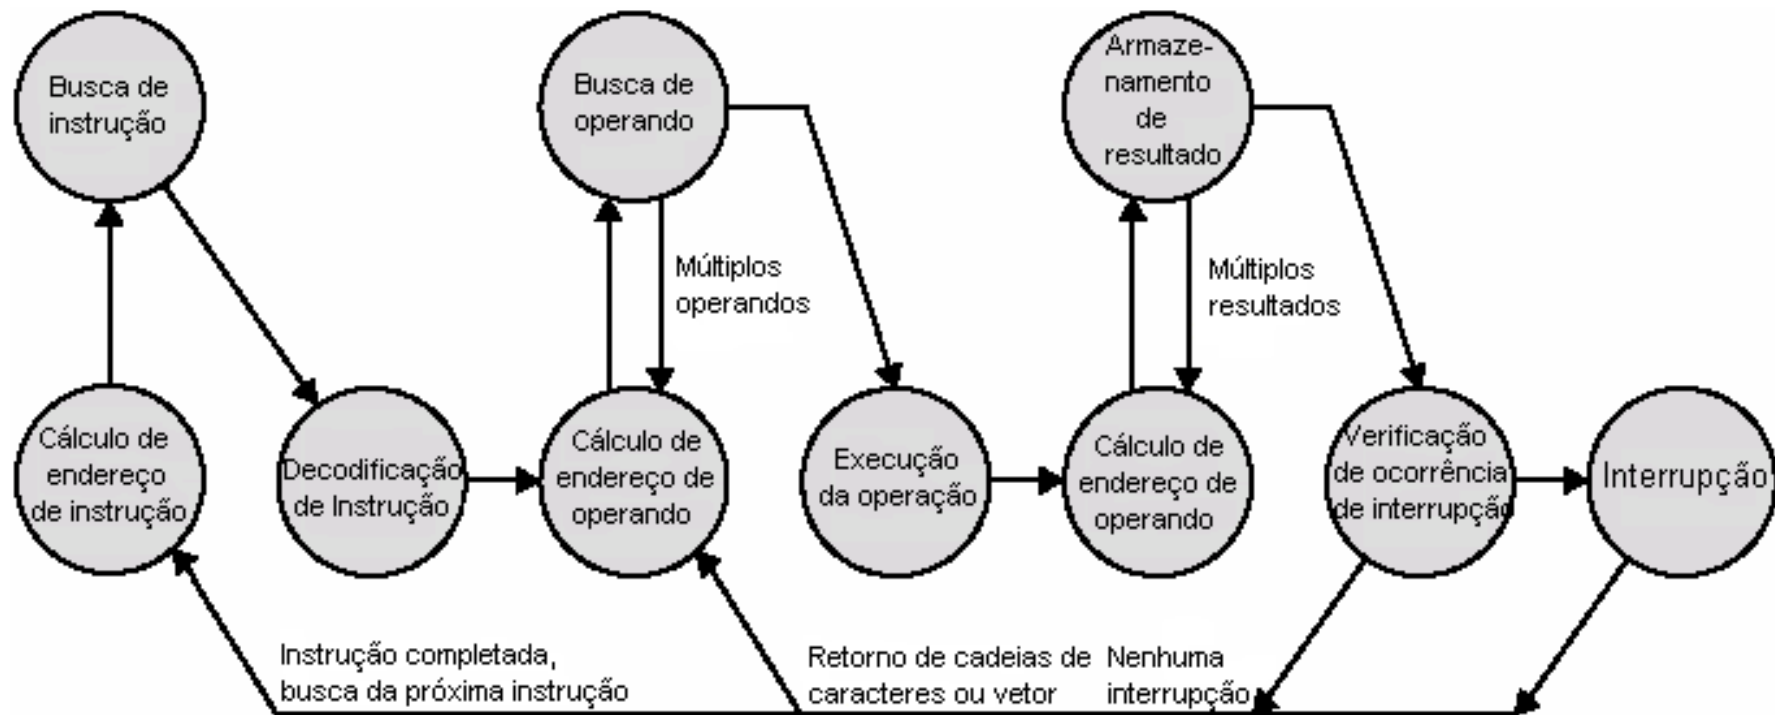 Busca de
instrução
Busca de
operando
Armaze-
namento
de
resultado
Múltiplos
operandos
Múltiplos
resultados
Cálculo de
endereço
de instrução
Decodificação
de Instrução
Cálculo de
endereço de
operando
Execução
da operação
Cálculo de
endereço de
operando
Verificação
de ocorrência
de interrupção
Interrupção
Instrução completada,
busca da próxima instrução
Retorno de cadeias de
caracteres ou vetor
Nenhuma
interrupção